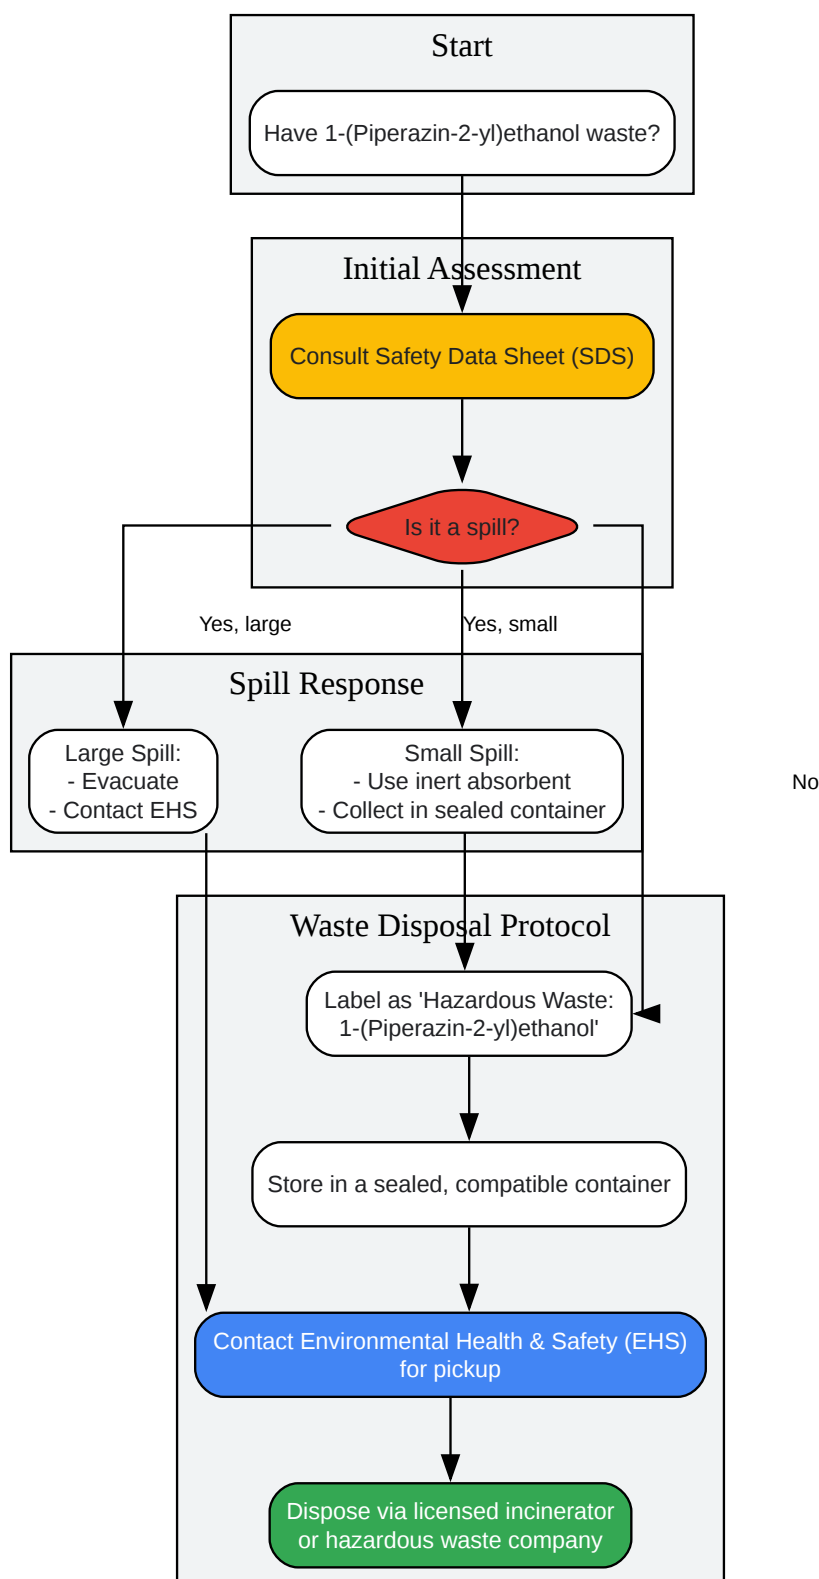 Start
Have 1-(Piperazin-2-yl)ethanol waste?
Initial Assessment
Consult Safety Data Sheet (SDS)
Is it a spill?
Yes, large
Yes, small
Spill Response
Large Spill:
- Evacuate
- Contact EHS
Small Spill:
- Use inert absorbent
- Collect in sealed container
No
Waste Disposal Protocol
Label as 'Hazardous Waste:
1-(Piperazin-2-yl)ethanol'
Store in a sealed, compatible container
Contact Environmental Health & Safety (EHS)
for pickup
Dispose via licensed incinerator
or hazardous waste company